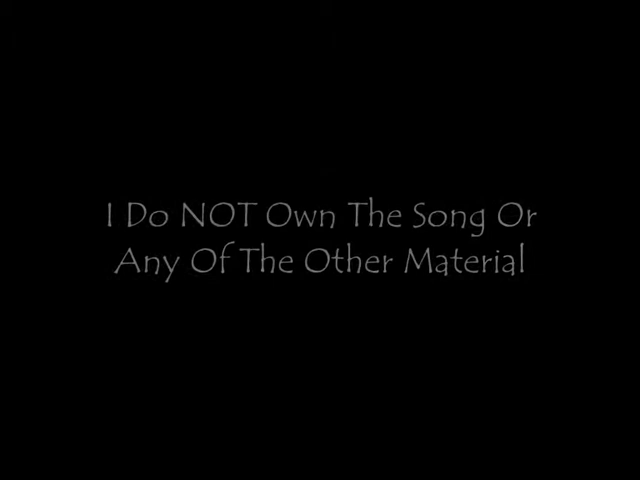 I Do NOT Own The Song Or
Any Of The Other Material